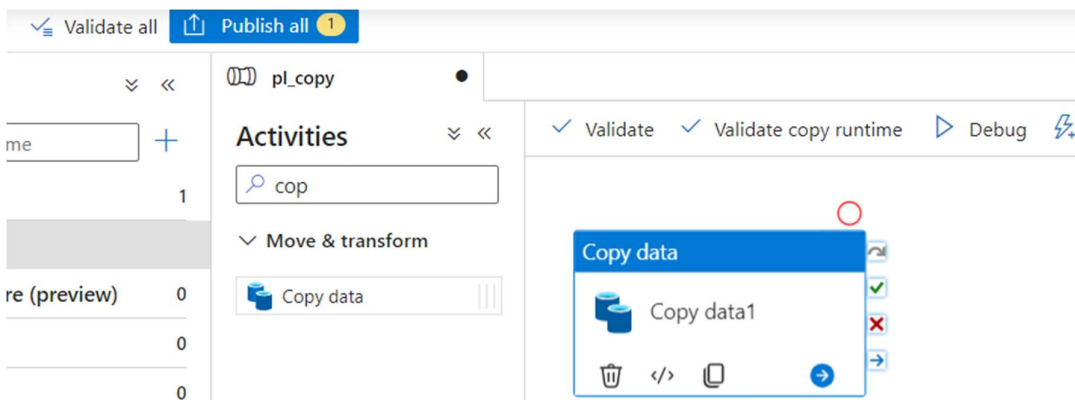 Validate all
Publish all 1
pl_copy
me
Activities
Validate
Validate copy runtime
Debug
cop
1
Move & transform
Copy data
re (preview) 0
Copy data
Copy data1
0
0